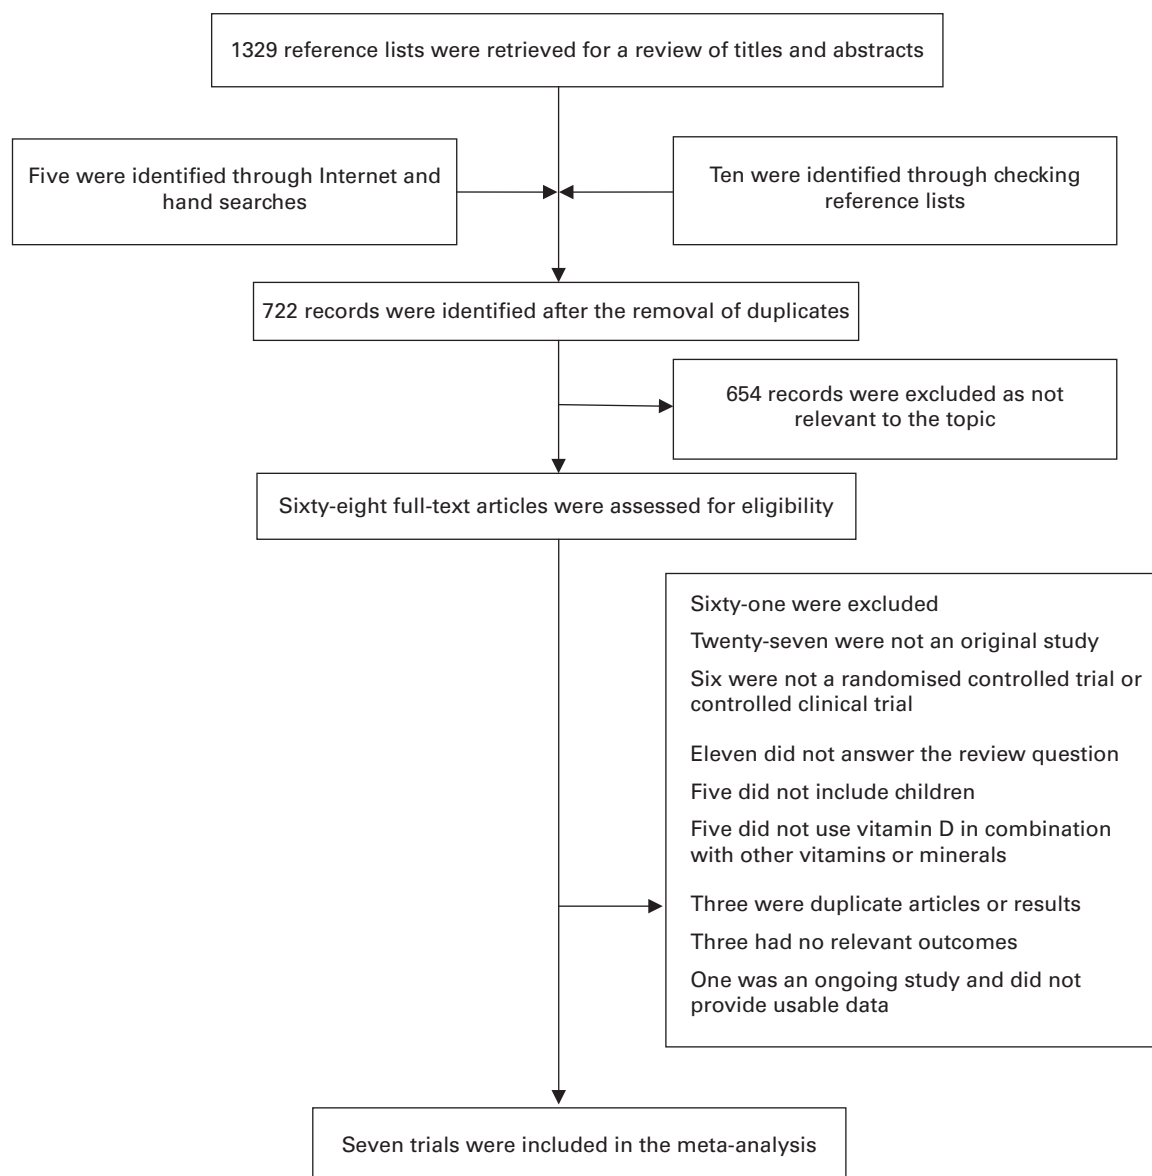 1329 reference lists were retrieved for a review of titles and abstracts
Five were identified through Internet and
hand searches
Ten were identified through checking
reference lists
722 records were identified after the removal of duplicates
654 records were excluded as not
relevant to the topic
Sixty-eight full-text articles were assessed for eligibility
Sixty-one were excluded
Twenty-seven were not an original study
Six were not a randomised controlled trial or
controlled clinical trial
Eleven did not answer the review question
Five did not include children
Five did not use vitamin D in combination
with other vitamins or minerals
Three were duplicate articles or results
Three had no relevant outcomes
One was an ongoing study and did not
provide usable data
Seven trials were included in the meta-analysis